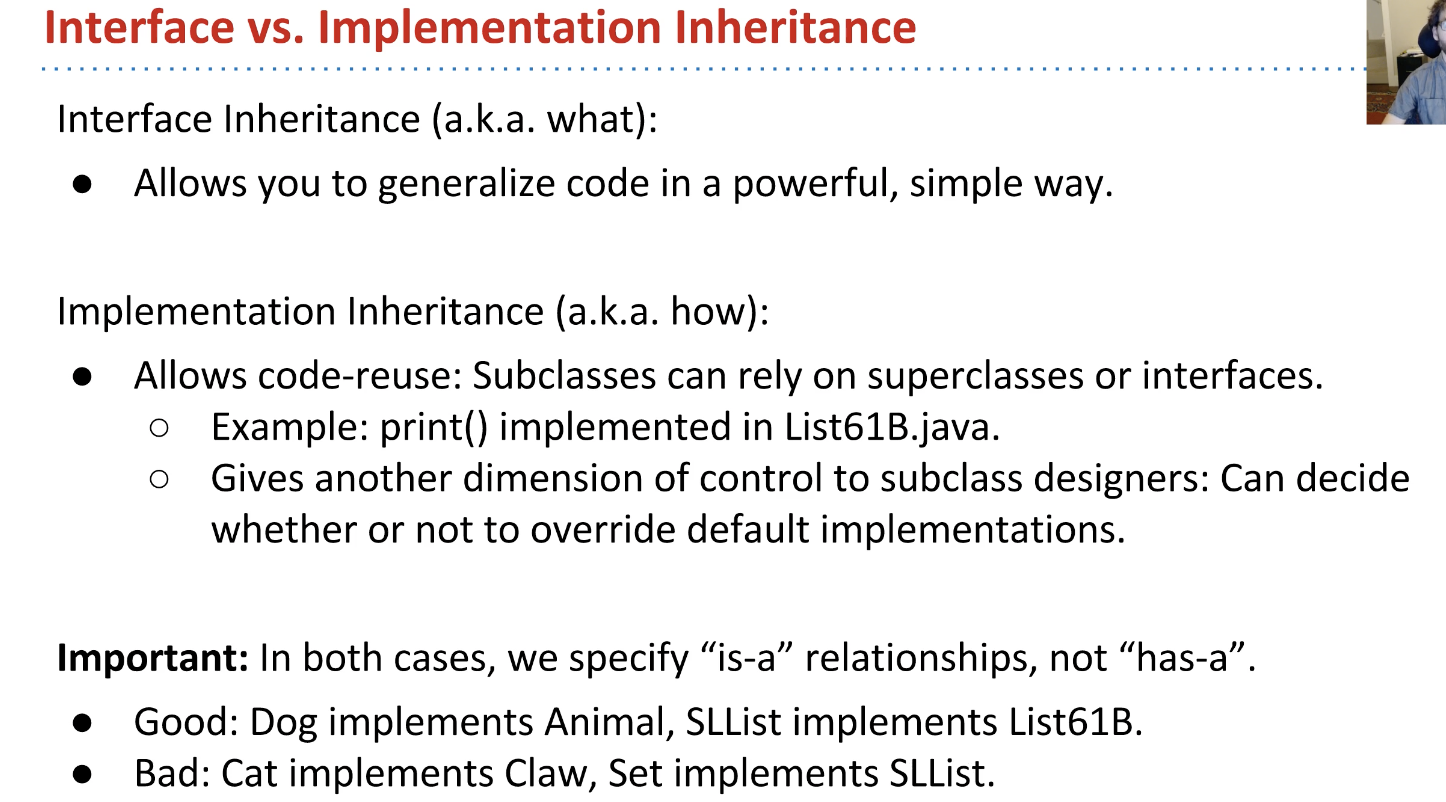 Interface vs. Implementation Inheritance
Interface Inheritance (a.k.a. what):
● Allows you to generalize code in a powerful, simple way.
Implementation Inheritance (a.k.a. how):
● Allows code-reuse: Subclasses can rely on superclasses or interfaces.
○ Example: print() implemented in List61B.java.
○ Gives another dimension of control to subclass designers: Can decide
whether or not to override default implementations.
Important: In both cases, we specify “is-a” relationships, not “has-a”.
● Good: Dog implements Animal, SLList implements List61B.
● Bad: Cat implements Claw, Set implements SLList.